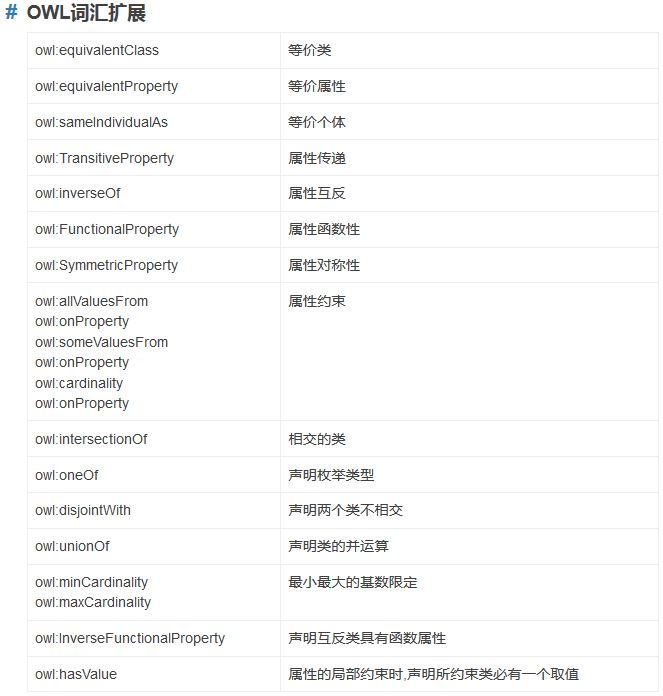 # OWL词汇扩展
owl:equivalentClass 等价类
owl:equivalentProperty 等价属性
owl:sameIndividualAs 等价个体
owl:TransitiveProperty 属性传递
owl:inverseOf 属性互反
owl:FunctionalProperty 属性函数性
owl:SymmetricProperty 属性对称性
owl:allValuesFrom 属性约束
owl:onProperty
owl:someValuesFrom
owl:onProperty
owl:cardinality
owl:onProperty
owl:intersectionOf 相交的类
owl:oneOf 声明枚举类型
owl:disjointWith 声明两个类不相交
owl:unionOf 声明类的并运算
owl:minCardinality 最小最大的基数限定
owl:maxCardinality
owl:InverseFunctionalProperty 声明互反类具有函数属性
owl:hasValue 属性的局部约束时,声明所约束类必有一个取值